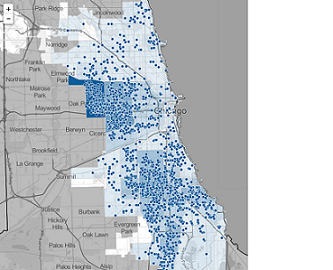 +
−
Park Ridge
Lincolnwood
Norridge
Franklin
Park
Elmwood
Park
Northlake
Melrose
Park
Oak P
Maywood
Chicago
Westchester
Berwyn
Cicero
Brookfield
La Grange
Summit
Justice
Burbank
Hickory
Hills
Evergreen
Park
Oak Lawn
Palos Hills
Palos Heights
Alsip